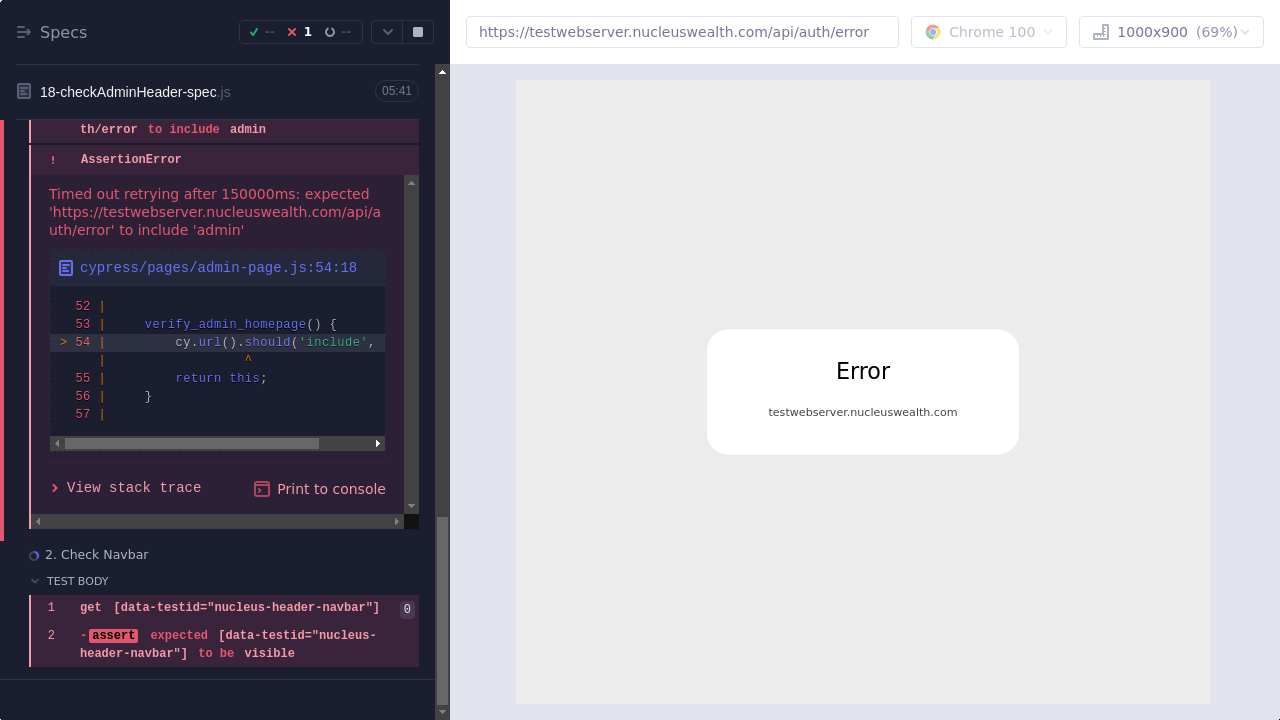 Specs
-- 1 --
https://testwebserver.nucleuswealth.com/api/auth/error
Chrome 100
1000x900 (69%)
18-checkAdminHeader-spec.js
05:41
th/error to include admin
! AssertionError
Timed out retrying after 150000ms: expected
'https://testwebserver.nucleuswealth.com/api/a
uth/error' to include 'admin'
cypress/pages/admin-page.js:54:18
52 |
53 | verify_admin_homepage() {
> 54 | cy.url().should('include',
| ^
55 | return this;
56 | }
57 |
View stack trace
Print to console
2. Check Navbar
TEST BODY
1 get [data-testid="nucleus-header-navbar"] 0
2 -assert expected [data-testid="nucleus-
header-navbar"] to be visible
Error
testwebserver.nucleuswealth.com